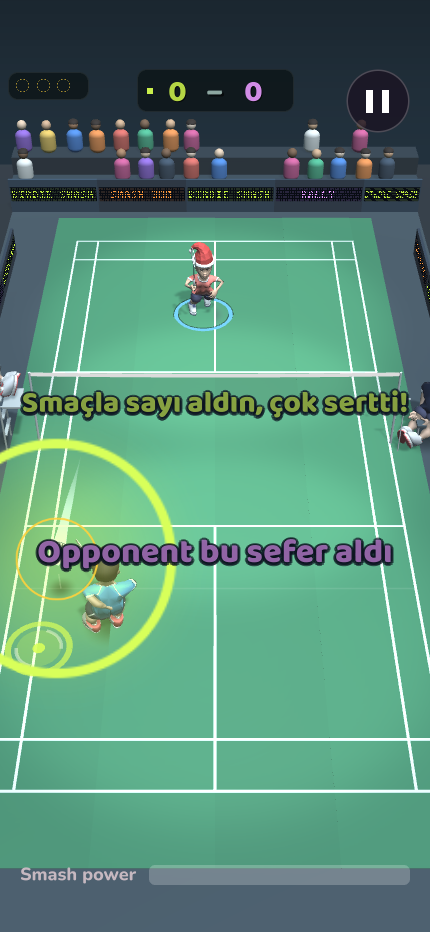 0 – 0
Smaçla sayı aldın, çok sertti!
Opponent bu sefer aldı
Smash power